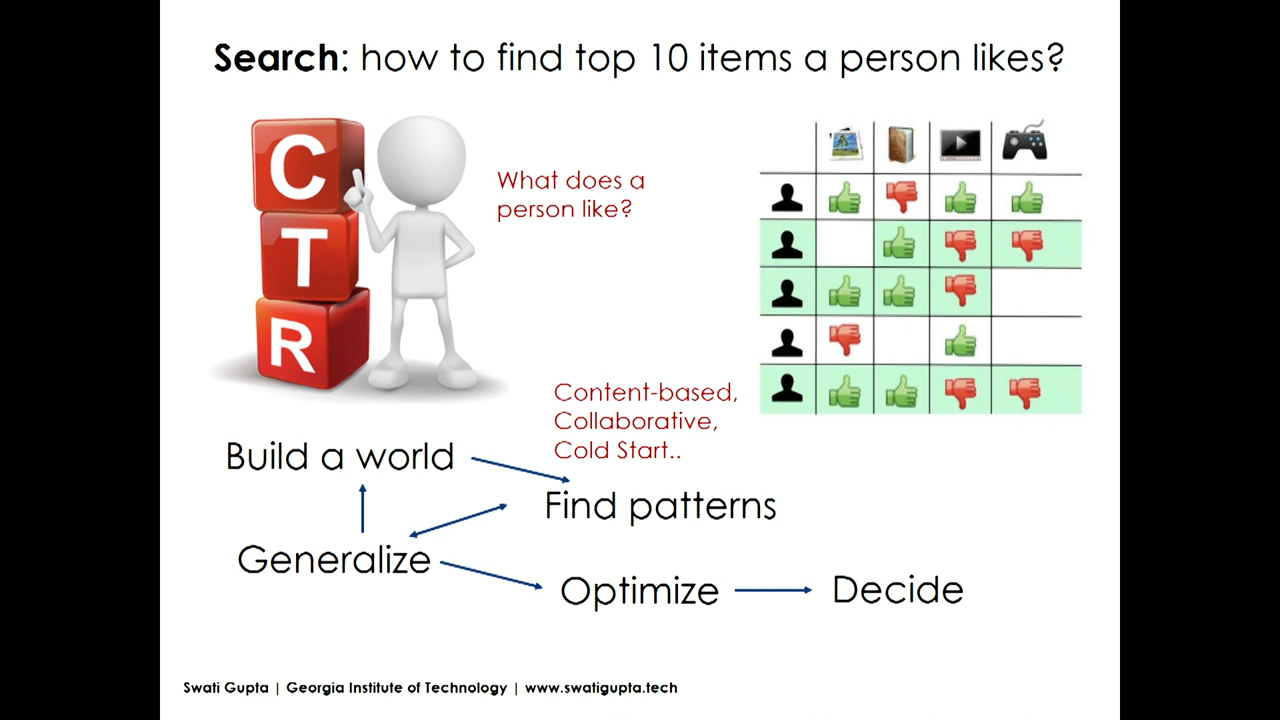 Search: how to find top 10 items a person likes?
C
T
R
What does a
person like?
Content-based,
Collaborative,
Cold Start..
Build a world
Find patterns
Generalize
Optimize
Decide
Swati Gupta | Georgia Institute of Technology | www.swatigupta.tech